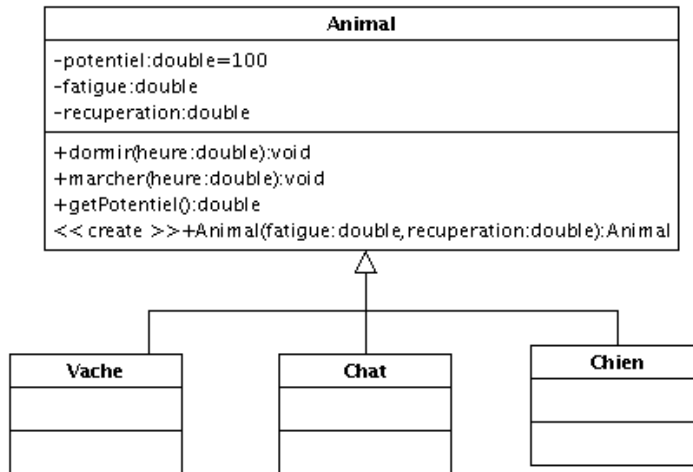 Animal
-potentiel:double=100
-fatigue:double
-recuperation:double
+dormir(heure:double):void
+marcher(heure:double):void
+getPotentiel():double
<< create >>+Animal(fatigue:double,recuperation:double):Animal
Vache
Chat
Chien